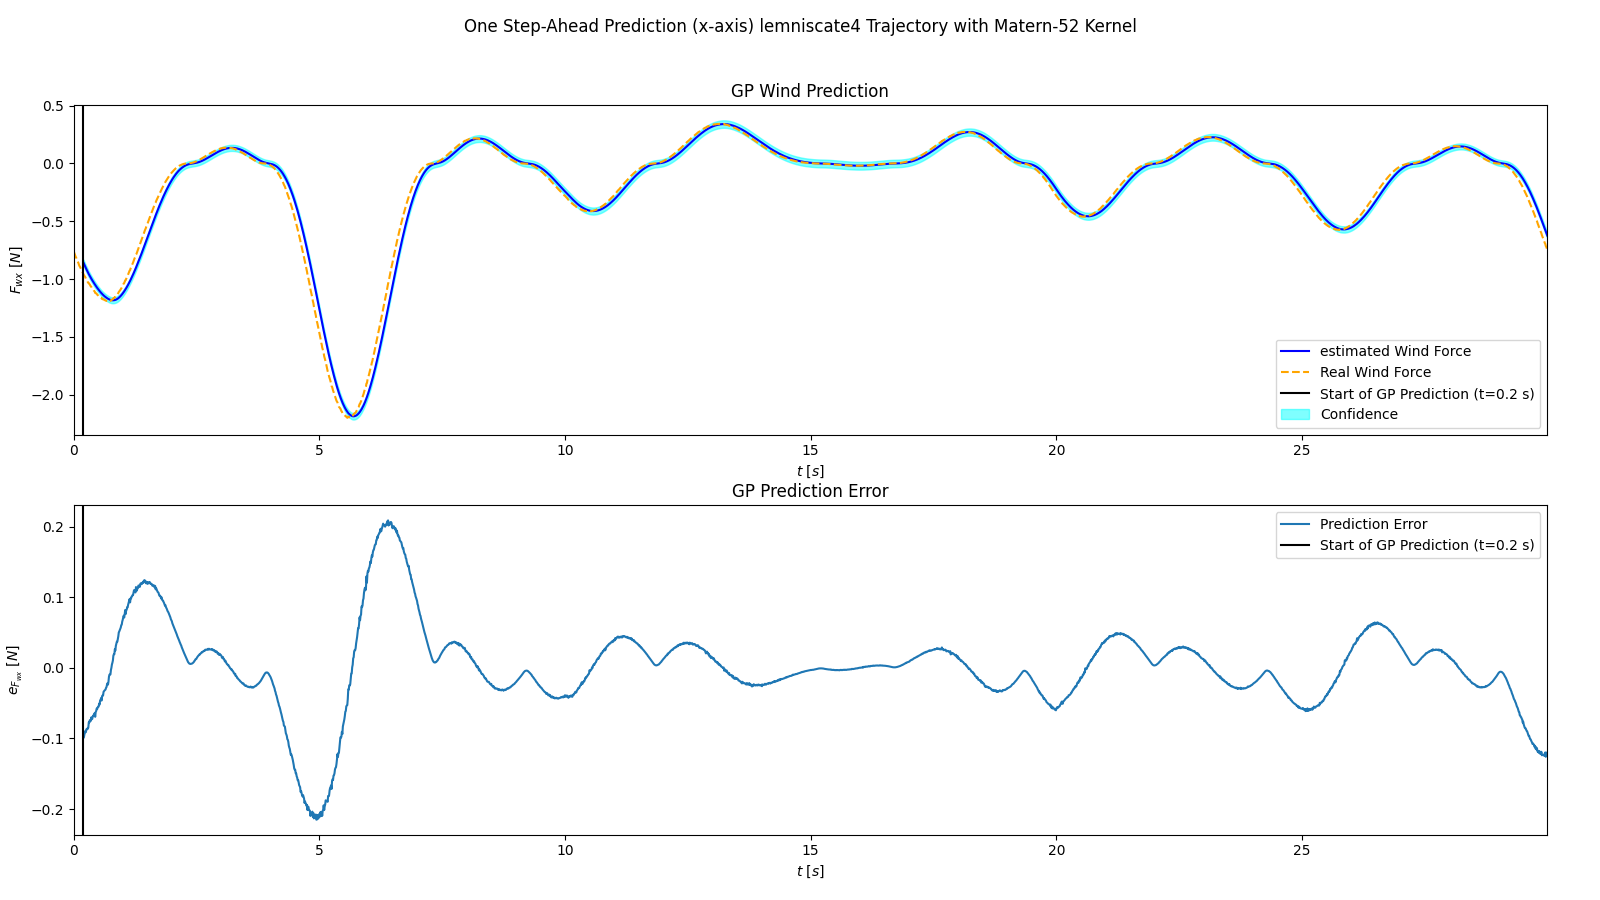 One Step-Ahead Prediction (x-axis) lemniscate4 Trajectory with Matern-52 Kernel
GP Wind Prediction
0.5
0.0
−0.5
−1.0
−1.5
−2.0
F_{wx} [N]
estimated Wind Force
Real Wind Force
Start of GP Prediction (t=0.2 s)
Confidence
0 5 10 15 20 25
t [s]
GP Prediction Error
0.2
0.1
0.0
−0.1
−0.2
e_{F_{wx}} [N]
Prediction Error
Start of GP Prediction (t=0.2 s)
0 5 10 15 20 25
t [s]